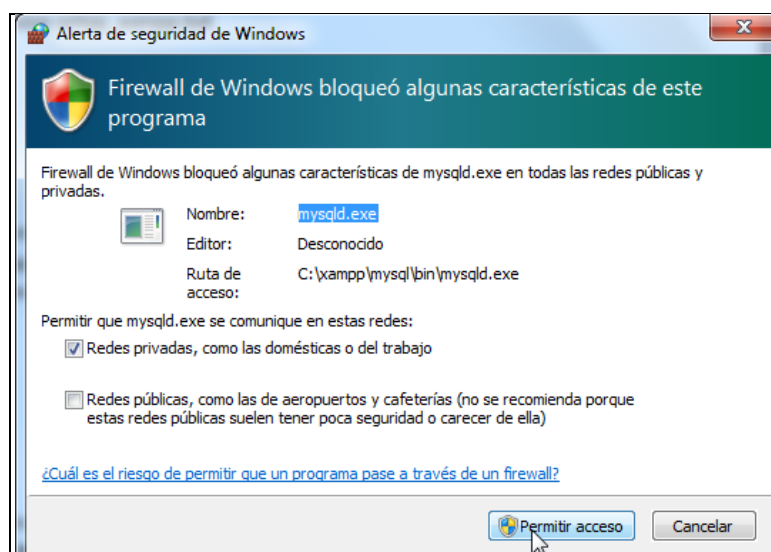 Alerta de seguridad de Windows
Firewall de Windows bloqueó algunas características de este
programa
Firewall de Windows bloqueó algunas características de mysqld.exe en todas las redes públicas y
privadas.
Nombre: mysqld.exe
Editor: Desconocido
Ruta de acceso: C:\xampp\mysql\bin\mysqld.exe
Permitir que mysqld.exe se comunique en estas redes:
Redes privadas, como las domésticas o del trabajo
Redes públicas, como las de aeropuertos y cafeterías (no se recomienda porque
estas redes públicas suelen tener poca seguridad o carecer de ella)
¿Cuál es el riesgo de permitir que un programa pase a través de un firewall?
Permitir acceso Cancelar